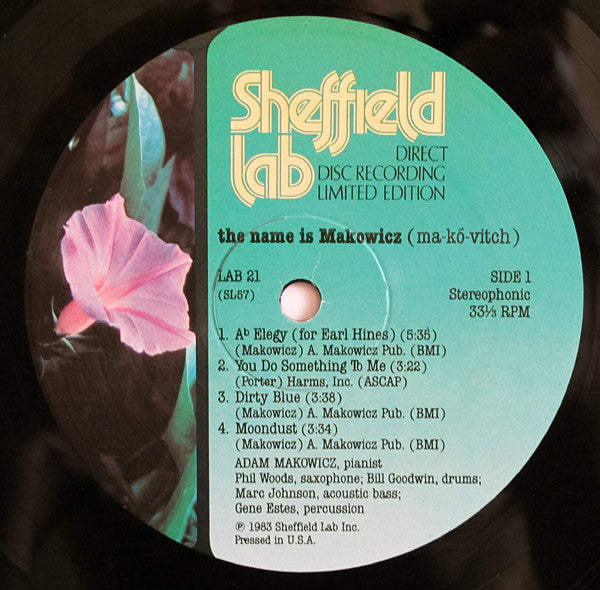 Sheffield
lab
DIRECT
DISC RECORDING
LIMITED EDITION
the name is Makowicz (ma-kó-vitch)
LAB 21 SIDE 1
(SL57) Stereophonic
33⅓ RPM
1. A♭ Elegy (for Earl Hines) (5:35)
(Makowicz) A. Makowicz Pub. (BMI)
2. You Do Something To Me (3:22)
(Porter) Harms, Inc. (ASCAP)
3. Dirty Blue (3:38)
(Makowicz) A. Makowicz Pub. (BMI)
4. Moondust (3:34)
(Makowicz) A. Makowicz Pub. (BMI)
ADAM MAKOWICZ, pianist
Phil Woods, saxophone; Bill Goodwin, drums;
Marc Johnson, acoustic bass;
Gene Estes, percussion
℗ 1983 Sheffield Lab Inc.
Pressed in U.S.A.